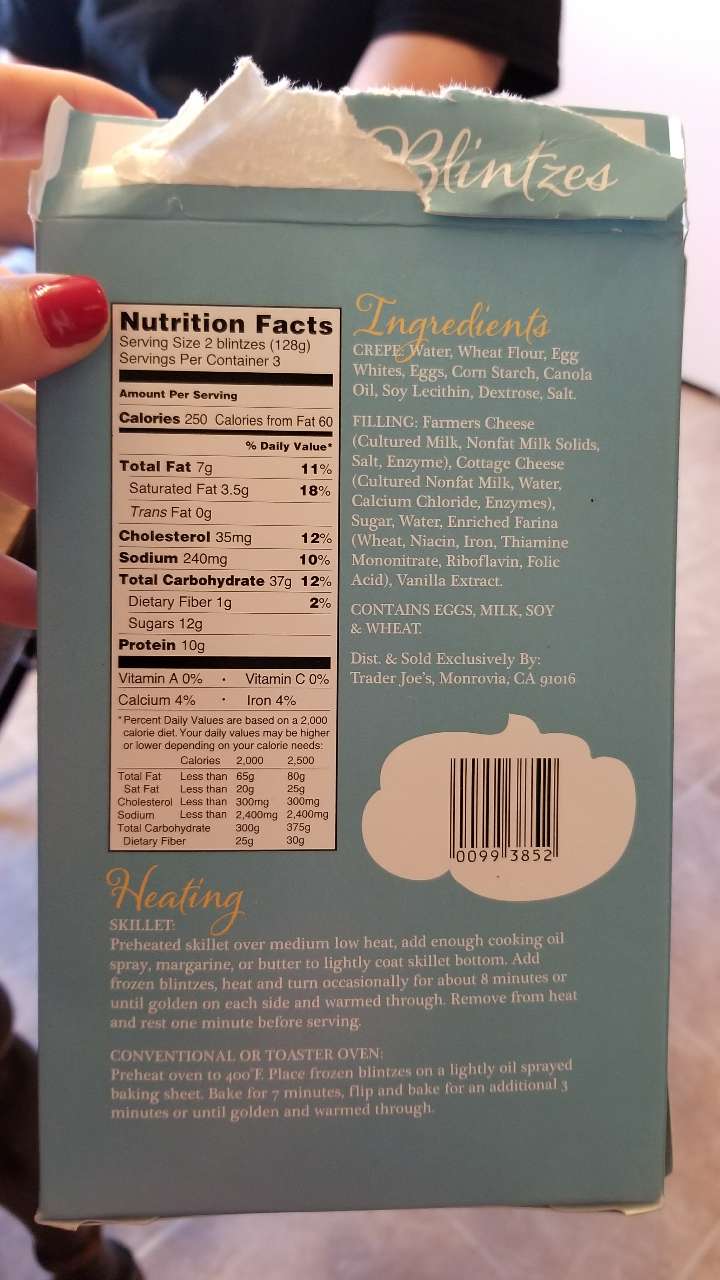 Blintzes
Nutrition Facts
Serving Size 2 blintzes (128g)
Servings Per Container 3
Amount Per Serving
Calories 250 Calories from Fat 60
% Daily Value*
Total Fat 7g 11%
Saturated Fat 3.5g 18%
Trans Fat 0g
Cholesterol 35mg 12%
Sodium 240mg 10%
Total Carbohydrate 37g 12%
Dietary Fiber 1g 2%
Sugars 12g
Protein 10g
Vitamin A 0% · Vitamin C 0%
Calcium 4% · Iron 4%
*Percent Daily Values are based on a 2,000
calorie diet. Your daily values may be higher
or lower depending on your calorie needs:
Calories 2,000 2,500
Total Fat Less than 65g 80g
Sat Fat Less than 20g 25g
Cholesterol Less than 300mg 300mg
Sodium Less than 2,400mg 2,400mg
Total Carbohydrate 300g 375g
Dietary Fiber 25g 30g
Ingredients
CREPE: Water, Wheat Flour, Egg
Whites, Eggs, Corn Starch, Canola
Oil, Soy Lecithin, Dextrose, Salt.
FILLING: Farmers Cheese
(Cultured Milk, Nonfat Milk Solids,
Salt, Enzyme), Cottage Cheese
(Cultured Nonfat Milk, Water,
Calcium Chloride, Enzymes),
Sugar, Water, Enriched Farina
(Wheat, Niacin, Iron, Thiamine
Mononitrate, Riboflavin, Folic
Acid), Vanilla Extract.
CONTAINS EGGS, MILK, SOY
& WHEAT.
Dist. & Sold Exclusively By:
Trader Joe's, Monrovia, CA 91016
0099 3852
Heating
SKILLET:
Preheated skillet over medium low heat, add enough cooking oil
spray, margarine, or butter to lightly coat skillet bottom. Add
frozen blintzes, heat and turn occasionally for about 8 minutes or
until golden on each side and warmed through. Remove from heat
and rest one minute before serving.
CONVENTIONAL OR TOASTER OVEN:
Preheat oven to 400°F. Place frozen blintzes on a lightly oil sprayed
baking sheet. Bake for 7 minutes, flip and bake for an additional 3
minutes or until golden and warmed through.